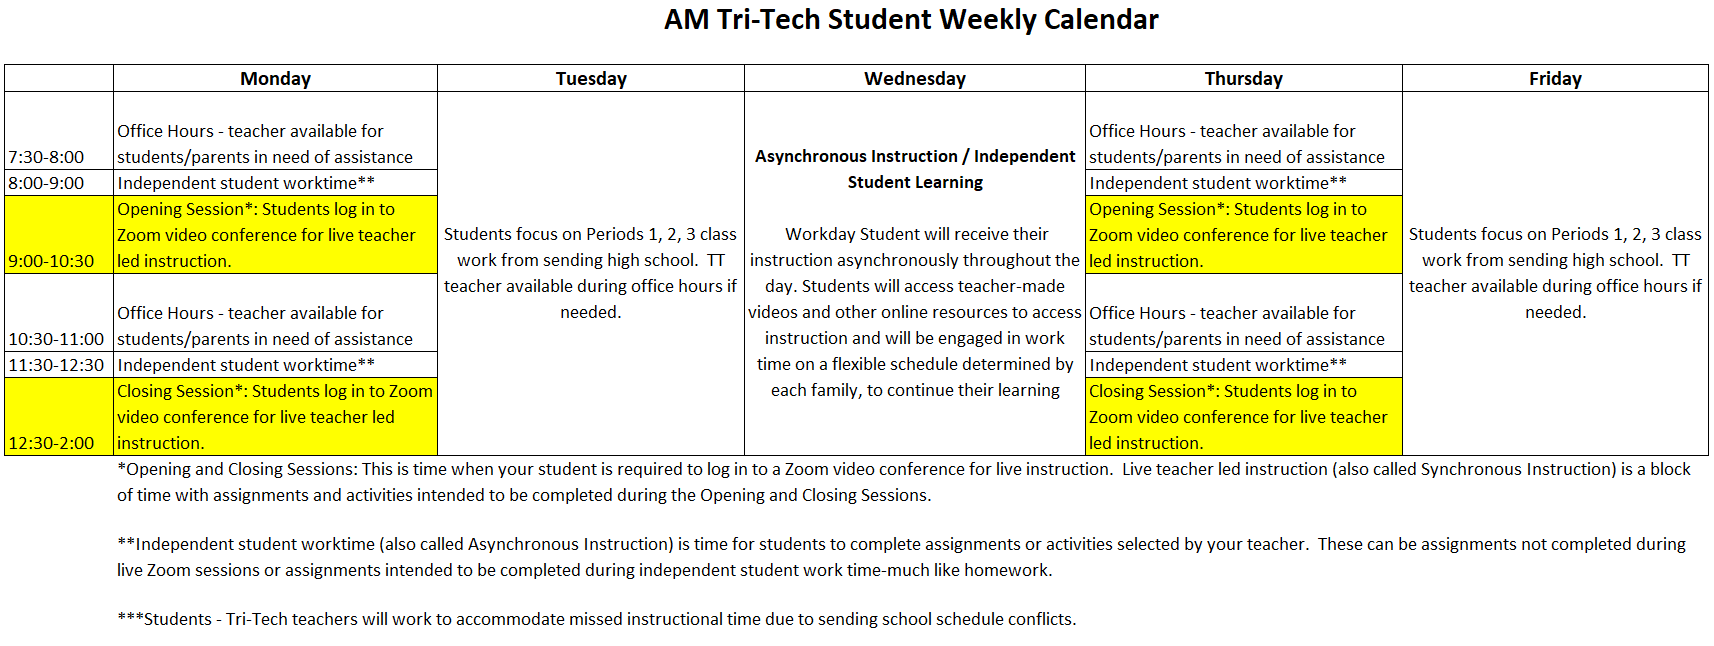 AM Tri-Tech Student Weekly Calendar
Monday
Tuesday
Wednesday
Thursday
Friday
7:30-8:00
Office Hours - teacher available for
students/parents in need of assistance
8:00-9:00
Independent student worktime**
9:00-10:30
Opening Session*: Students log in to
Zoom video conference for live teacher
led instruction.
10:30-11:00
Office Hours - teacher available for
students/parents in need of assistance
11:30-12:30
Independent student worktime**
12:30-2:00
Closing Session*: Students log in to Zoom
video conference for live teacher led
instruction.
Students focus on Periods 1, 2, 3 class
work from sending high school.  TT
teacher available during office hours if
needed.
Asynchronous Instruction / Independent
Student Learning
Workday Student will receive their
instruction asynchronously throughout the
day. Students will access teacher-made
videos and other online resources to access
instruction and will be engaged in work
time on a flexible schedule determined by
each family, to continue their learning
Office Hours - teacher available for
students/parents in need of assistance
Independent student worktime**
Opening Session*: Students log in to
Zoom video conference for live teacher
led instruction.
Office Hours - teacher available for
students/parents in need of assistance
Independent student worktime**
Closing Session*: Students log in to
Zoom video conference for live teacher
led instruction.
Students focus on Periods 1, 2, 3 class
work from sending high school.  TT
teacher available during office hours if
needed.
*Opening and Closing Sessions: This is time when your student is required to log in to a Zoom video conference for live instruction.  Live teacher led instruction (also called Synchronous Instruction) is a block
of time with assignments and activities intended to be completed during the Opening and Closing Sessions.
**Independent student worktime (also called Asynchronous Instruction) is time for students to complete assignments or activities selected by your teacher.  These can be assignments not completed during
live Zoom sessions or assignments intended to be completed during independent student work time-much like homework.
***Students - Tri-Tech teachers will work to accommodate missed instructional time due to sending school schedule conflicts.